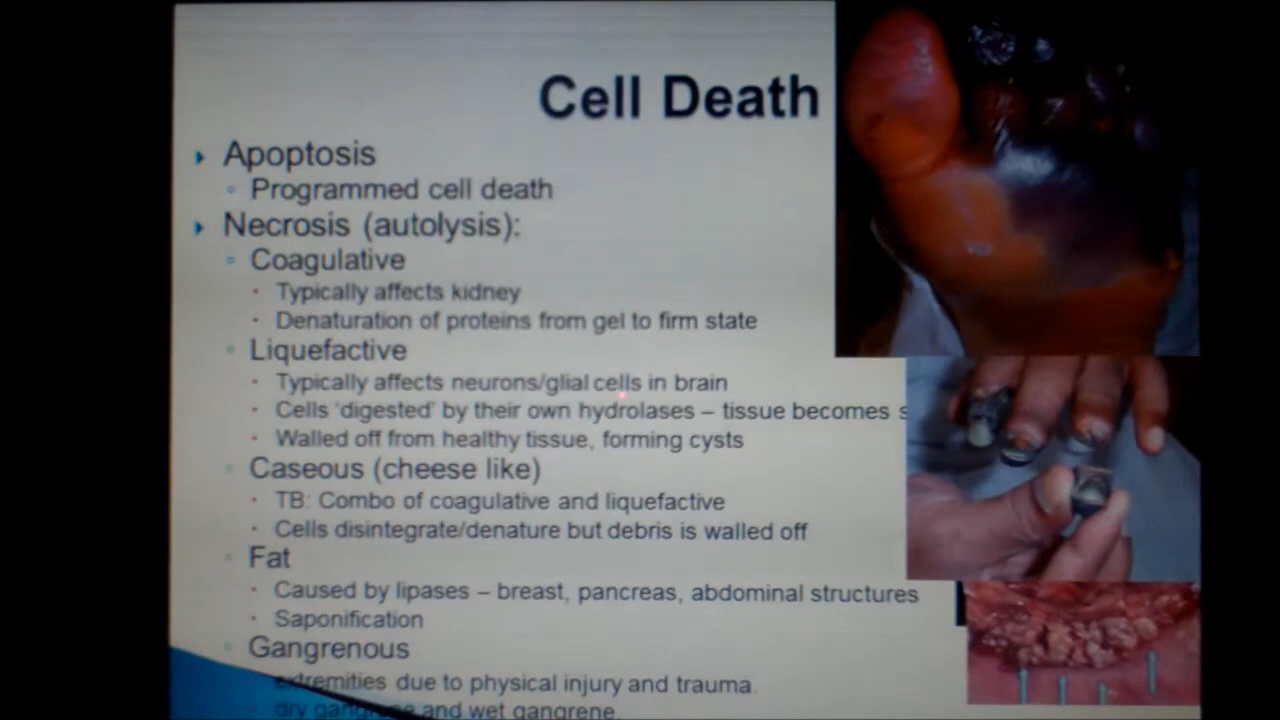 Cell Death
Apoptosis
Programmed cell death
Necrosis (autolysis):
Coagulative
Typically affects kidney
Denaturation of proteins from gel to firm state
Liquefactive
Typically affects neurons/glial cells in brain
Cells 'digested' by their own hydrolases – tissue becomes s
Walled off from healthy tissue, forming cysts
Caseous (cheese like)
TB: Combo of coagulative and liquefactive
Cells disintegrate/denature but debris is walled off
Fat
Caused by lipases – breast, pancreas, abdominal structures
Saponification
Gangrenous
extremities due to physical injury and trauma.
dry gangrene and wet gangrene.